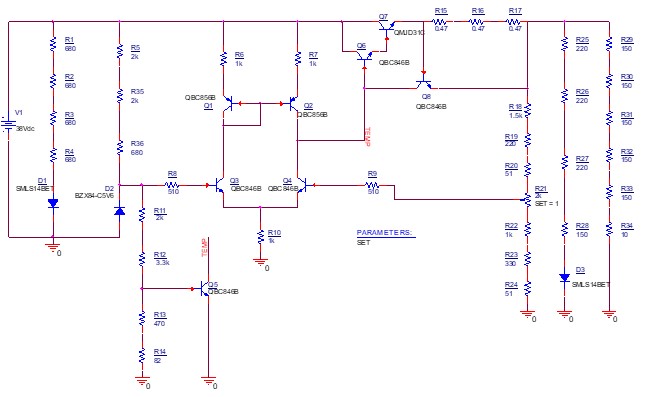 V1
38Vdc
R1
680
R2
680
R3
680
R4
680
D1
SMLS14BET
0
R5
2k
R35
2k
R36
680
D2
BZX84-C5V6
R11
2k
R12
3.3k
R13
470
R14
82
0
R8
510
R6
1k
Q1
QBC856B
R7
1k
Q2
QBC856B
Q3
QBC846B
Q4
QBC846B
R10
1k
0
TEMP
Q5
QBC846B
0
TEMP
R9
510
Q6
QBC846B
Q7
QMJD31C
Q8
QBC846B
R15
0.47
R16
0.47
R17
0.47
PARAMETERS:
SET
R18
1.5k
R19
220
R20
51
R21
2k
SET = 1
R22
1k
R23
330
R24
51
0
R25
220
R26
220
R27
220
R28
150
D3
SMLS14BET
0
R29
150
R30
150
R31
150
R32
150
R33
150
R34
10
0